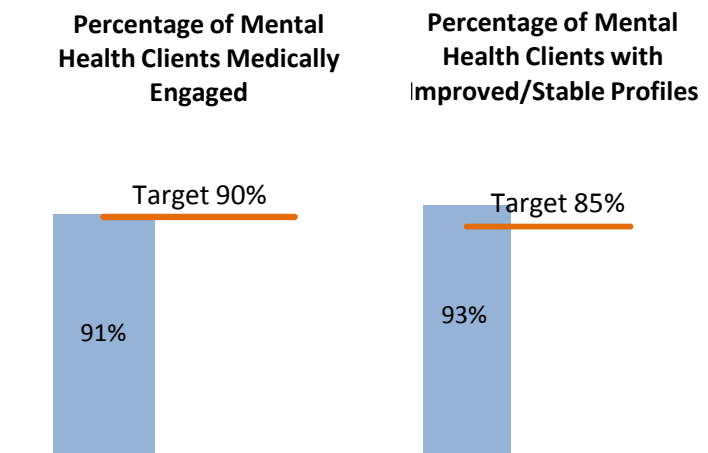 Percentage of Mental
Health Clients Medically
Engaged
Target 90%
91%
Percentage of Mental
Health Clients with
Improved/Stable Profiles
Target 85%
93%